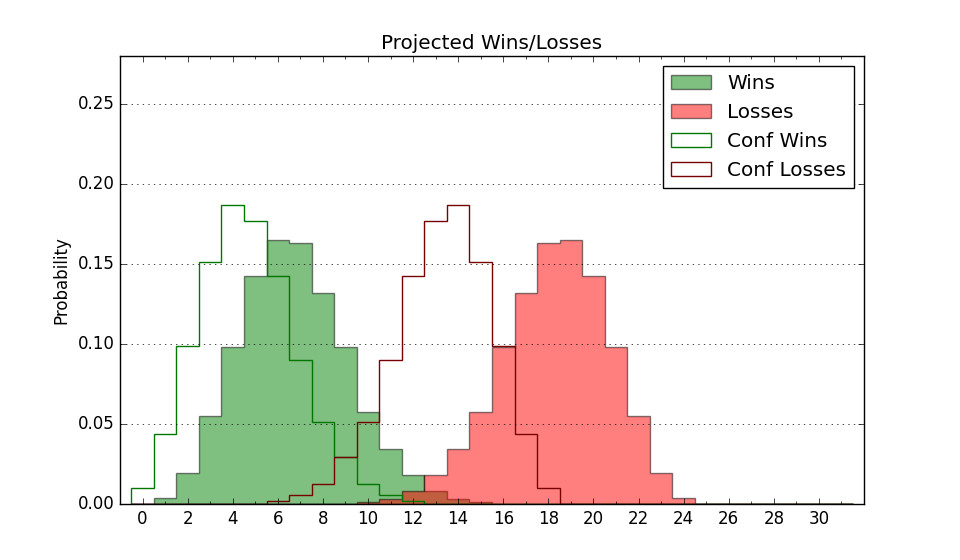 Projected Wins/Losses
Wins
Losses
Conf Wins
Conf Losses
Probability
0.25
0.20
0.15
0.10
0.05
0.00
0 2 4 6 8 10 12 14 16 18 20 22 24 26 28 30